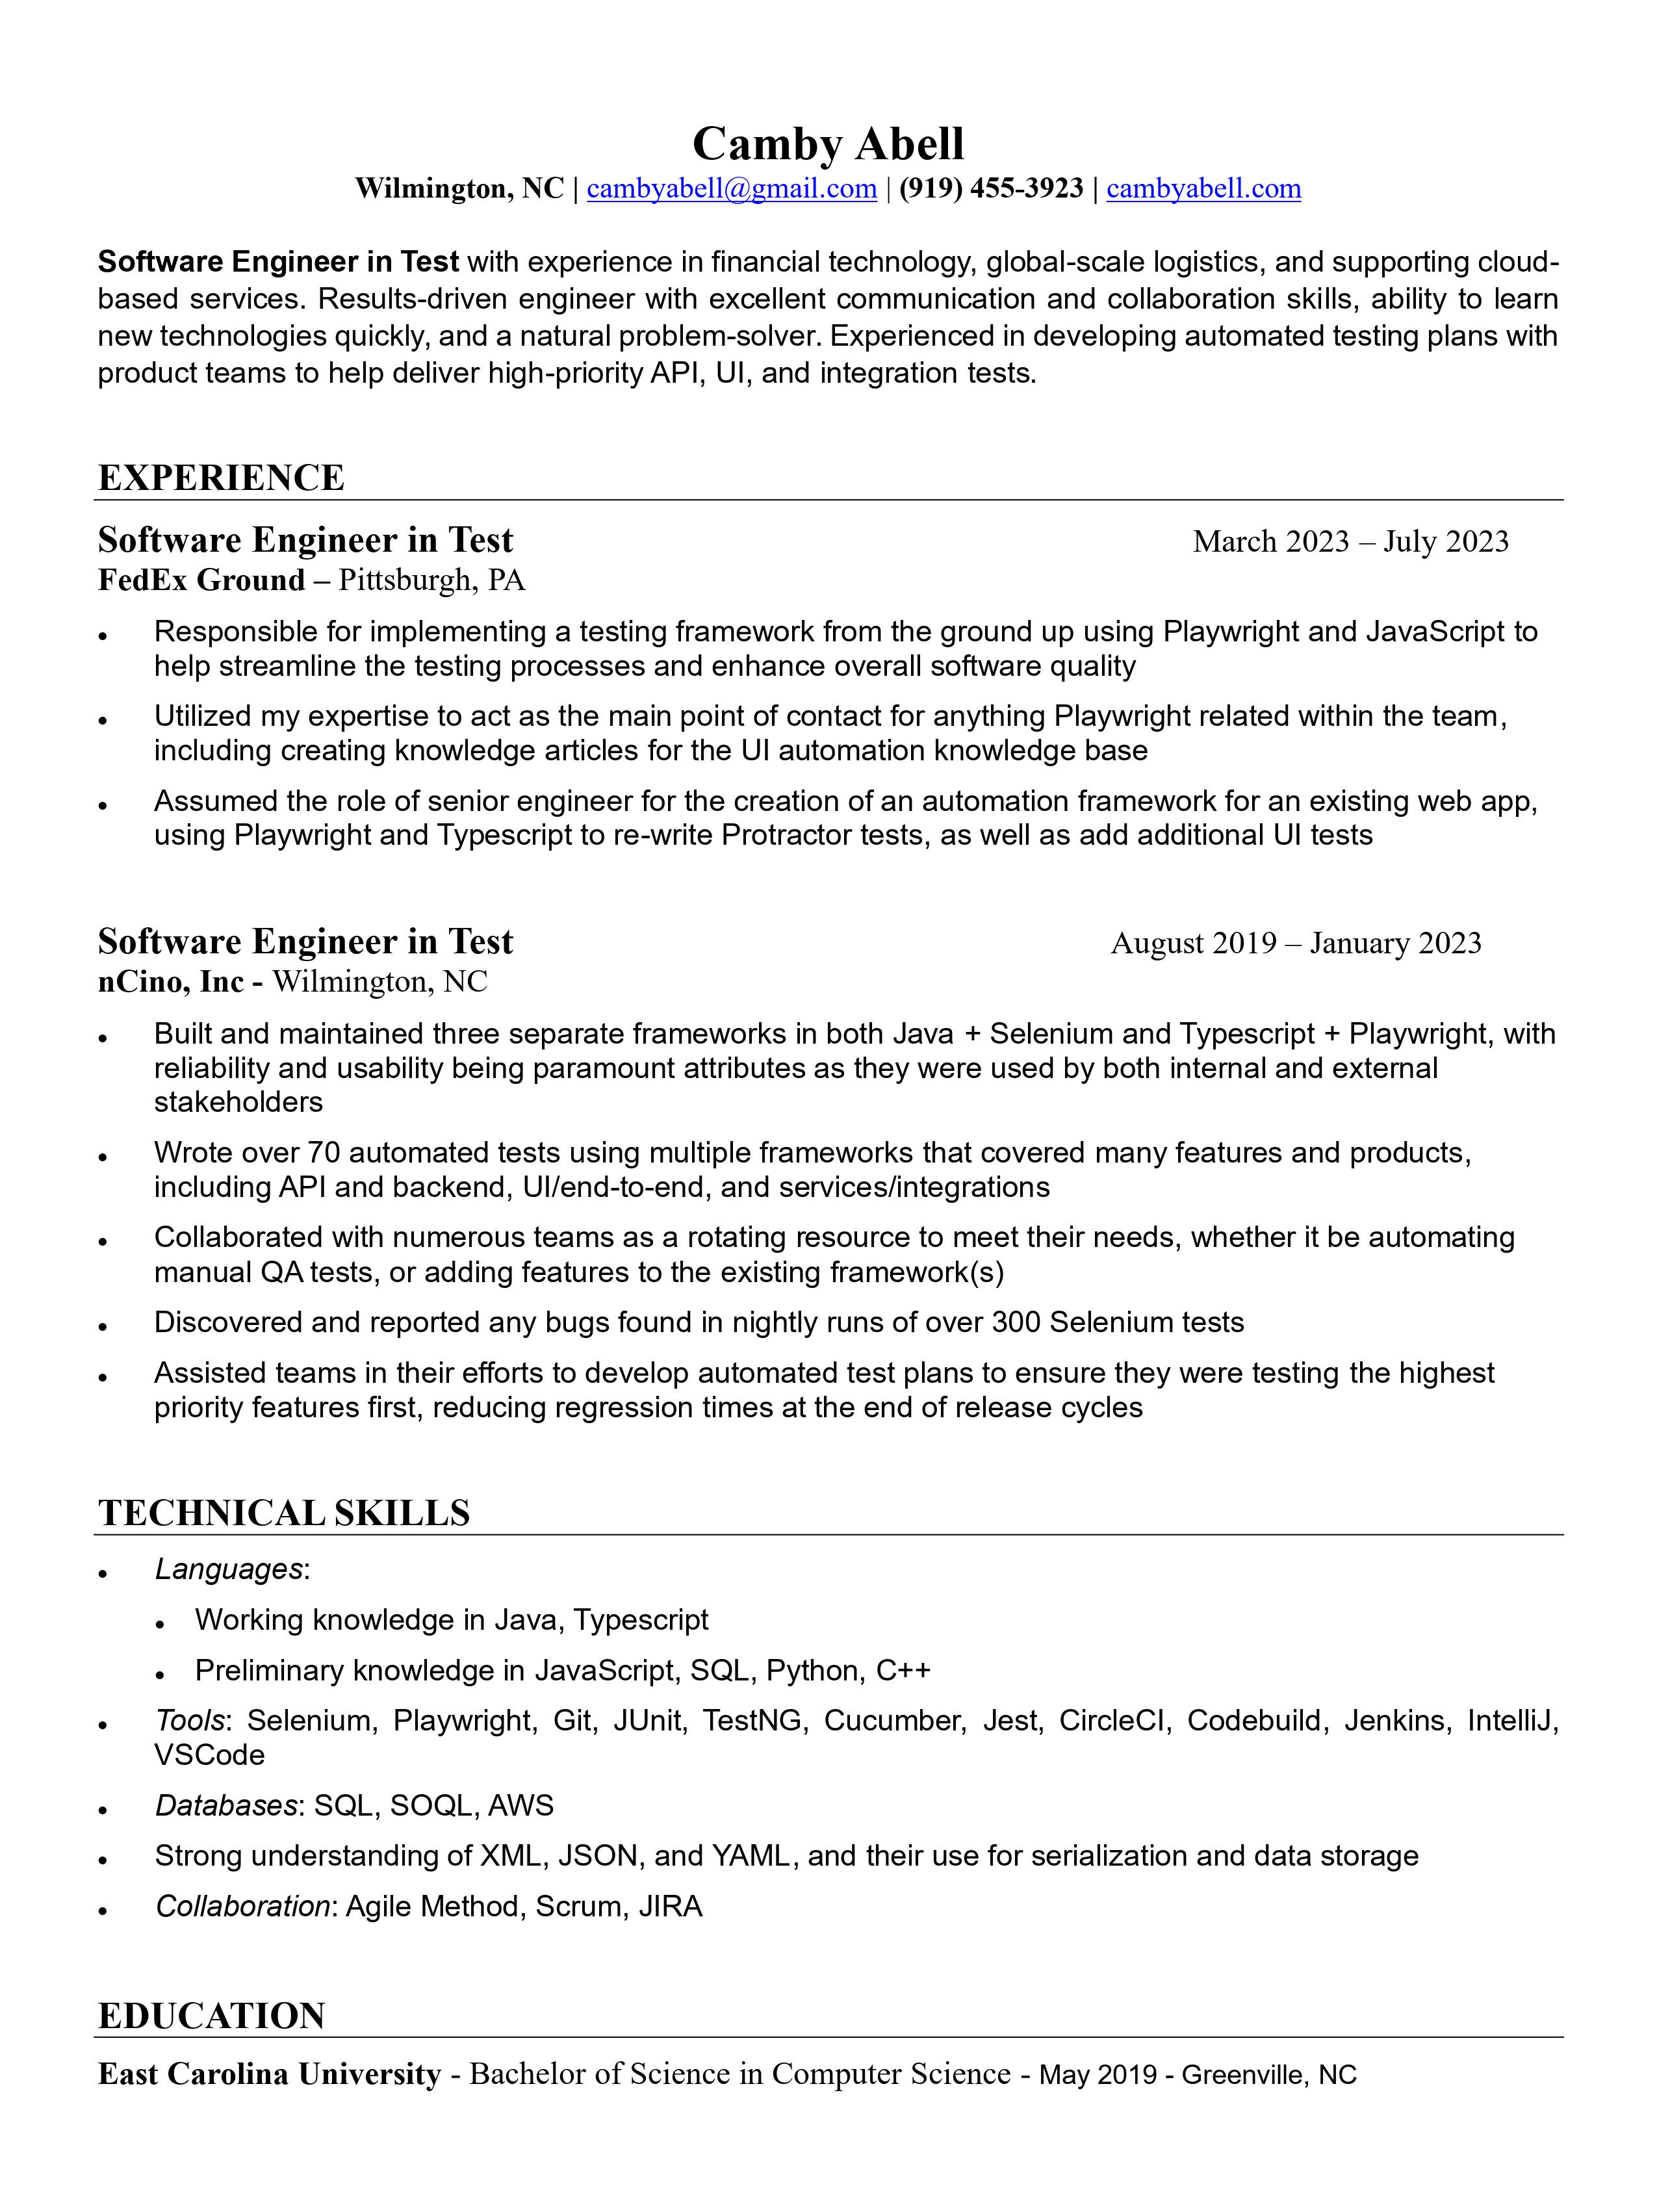 Camby Abell
Wilmington, NC | cambyabell@gmail.com | (919) 455-3923 | cambyabell.com
Software Engineer in Test with experience in financial technology, global-scale logistics, and supporting cloud-
based services. Results-driven engineer with excellent communication and collaboration skills, ability to learn
new technologies quickly, and a natural problem-solver. Experienced in developing automated testing plans with
product teams to help deliver high-priority API, UI, and integration tests.
EXPERIENCE
Software Engineer in Test March 2023 – July 2023
FedEx Ground – Pittsburgh, PA
• Responsible for implementing a testing framework from the ground up using Playwright and JavaScript to
help streamline the testing processes and enhance overall software quality
• Utilized my expertise to act as the main point of contact for anything Playwright related within the team,
including creating knowledge articles for the UI automation knowledge base
• Assumed the role of senior engineer for the creation of an automation framework for an existing web app,
using Playwright and Typescript to re-write Protractor tests, as well as add additional UI tests
Software Engineer in Test August 2019 – January 2023
nCino, Inc - Wilmington, NC
• Built and maintained three separate frameworks in both Java + Selenium and Typescript + Playwright, with
reliability and usability being paramount attributes as they were used by both internal and external
stakeholders
• Wrote over 70 automated tests using multiple frameworks that covered many features and products,
including API and backend, UI/end-to-end, and services/integrations
• Collaborated with numerous teams as a rotating resource to meet their needs, whether it be automating
manual QA tests, or adding features to the existing framework(s)
• Discovered and reported any bugs found in nightly runs of over 300 Selenium tests
• Assisted teams in their efforts to develop automated test plans to ensure they were testing the highest
priority features first, reducing regression times at the end of release cycles
TECHNICAL SKILLS
• Languages:
• Working knowledge in Java, Typescript
• Preliminary knowledge in JavaScript, SQL, Python, C++
• Tools: Selenium, Playwright, Git, JUnit, TestNG, Cucumber, Jest, CircleCI, Codebuild, Jenkins, IntelliJ,
VSCode
• Databases: SQL, SOQL, AWS
• Strong understanding of XML, JSON, and YAML, and their use for serialization and data storage
• Collaboration: Agile Method, Scrum, JIRA
EDUCATION
East Carolina University - Bachelor of Science in Computer Science - May 2019 - Greenville, NC